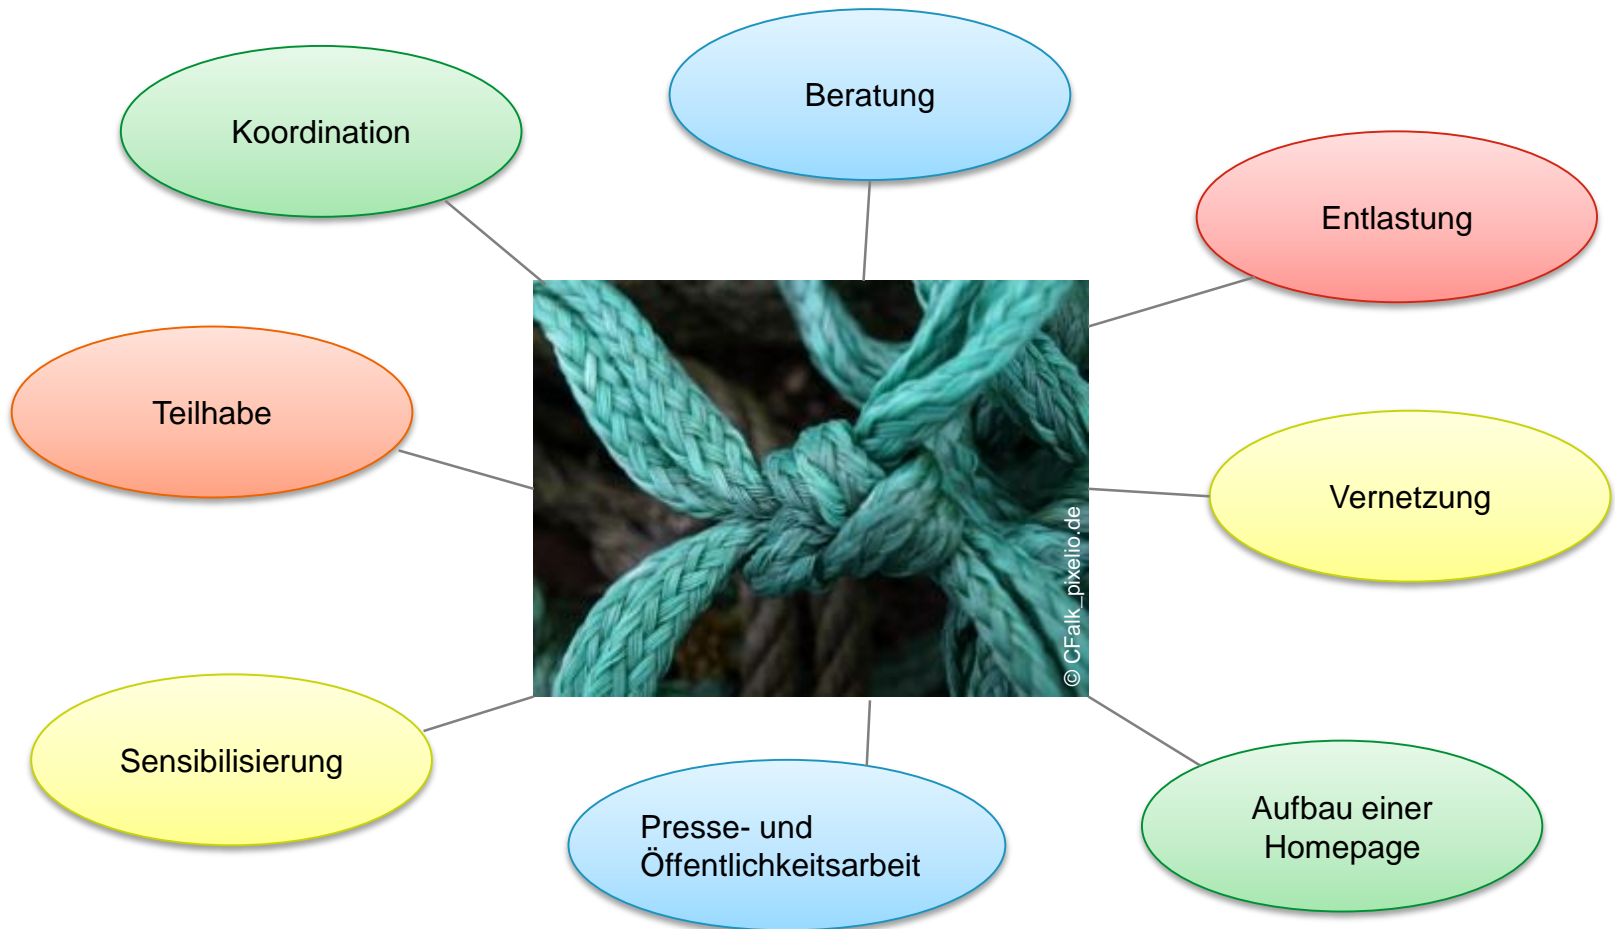 Beratung
Koordination
Entlastung
Teilhabe
Vernetzung
© CFalk_pixelio.de
Sensibilisierung
Presse- und
Öffentlichkeitsarbeit
Aufbau einer
Homepage